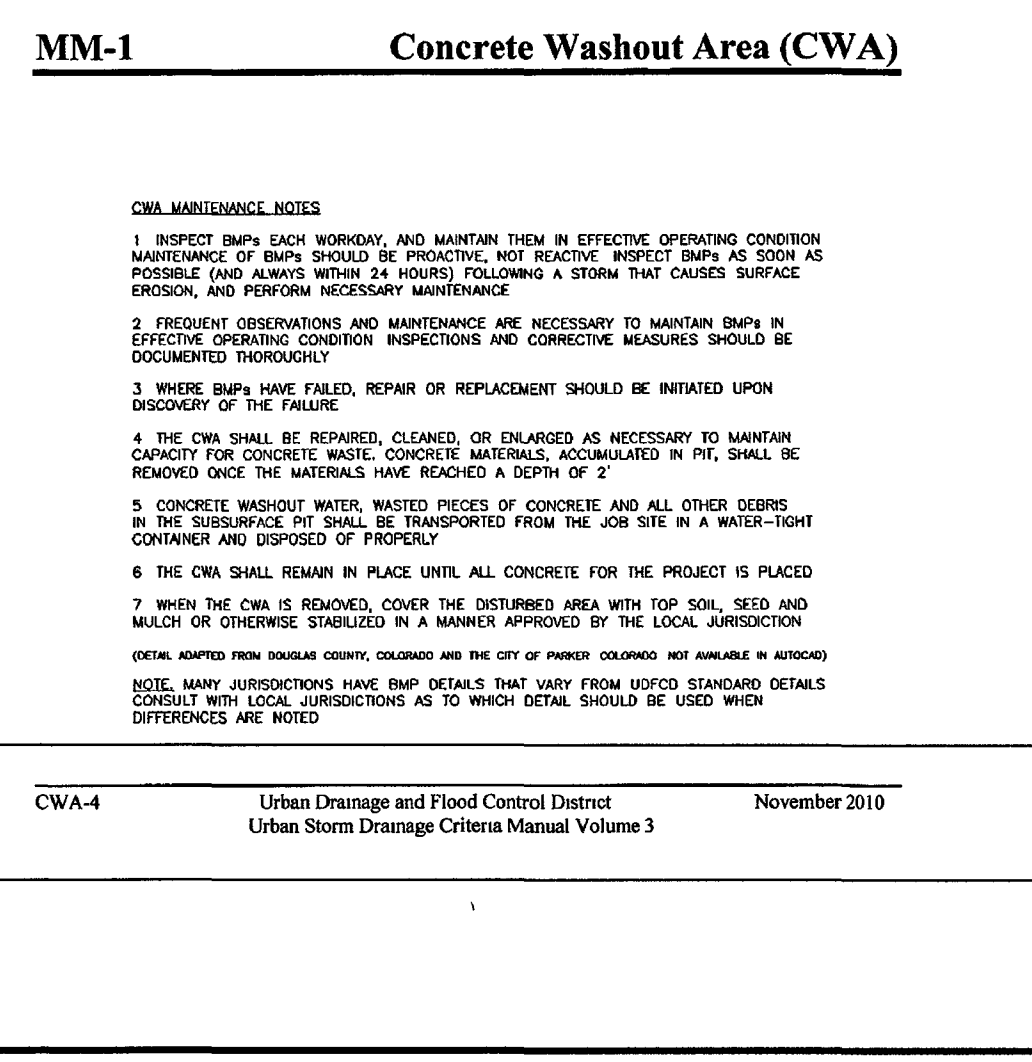 MM-1 Concrete Washout Area (CWA)
CWA MAINTENANCE NOTES
1 INSPECT BMPs EACH WORKDAY, AND MAINTAIN THEM IN EFFECTIVE OPERATING CONDITION
MAINTENANCE OF BMPs SHOULD BE PROACTIVE, NOT REACTIVE INSPECT BMPs AS SOON AS
POSSIBLE (AND ALWAYS WITHIN 24 HOURS) FOLLOWING A STORM THAT CAUSES SURFACE
EROSION, AND PERFORM NECESSARY MAINTENANCE
2 FREQUENT OBSERVATIONS AND MAINTENANCE ARE NECESSARY TO MAINTAIN BMPs IN
EFFECTIVE OPERATING CONDITION INSPECTIONS AND CORRECTIVE MEASURES SHOULD BE
DOCUMENTED THOROUGHLY
3 WHERE BMPs HAVE FAILED, REPAIR OR REPLACEMENT SHOULD BE INITIATED UPON
DISCOVERY OF THE FAILURE
4 THE CWA SHALL BE REPAIRED, CLEANED, OR ENLARGED AS NECESSARY TO MAINTAIN
CAPACITY FOR CONCRETE WASTE. CONCRETE MATERIALS, ACCUMULATED IN PIT, SHALL BE
REMOVED ONCE THE MATERIALS HAVE REACHED A DEPTH OF 2'
5 CONCRETE WASHOUT WATER, WASTED PIECES OF CONCRETE AND ALL OTHER DEBRIS
IN THE SUBSURFACE PIT SHALL BE TRANSPORTED FROM THE JOB SITE IN A WATER-TIGHT
CONTAINER AND DISPOSED OF PROPERLY
6 THE CWA SHALL REMAIN IN PLACE UNTIL ALL CONCRETE FOR THE PROJECT IS PLACED
7 WHEN THE CWA IS REMOVED, COVER THE DISTURBED AREA WITH TOP SOIL, SEED AND
MULCH OR OTHERWISE STABILIZED IN A MANNER APPROVED BY THE LOCAL JURISDICTION
(DETAIL ADAPTED FROM DOUGLAS COUNTY, COLORADO AND THE CITY OF PARKER COLORADO NOT AVAILABLE IN AUTOCAD)
NOTE. MANY JURISDICTIONS HAVE BMP DETAILS THAT VARY FROM UDFCD STANDARD DETAILS
CONSULT WITH LOCAL JURISDICTIONS AS TO WHICH DETAIL SHOULD BE USED WHEN
DIFFERENCES ARE NOTED
CWA-4 Urban Drainage and Flood Control District November 2010
Urban Storm Drainage Criteria Manual Volume 3